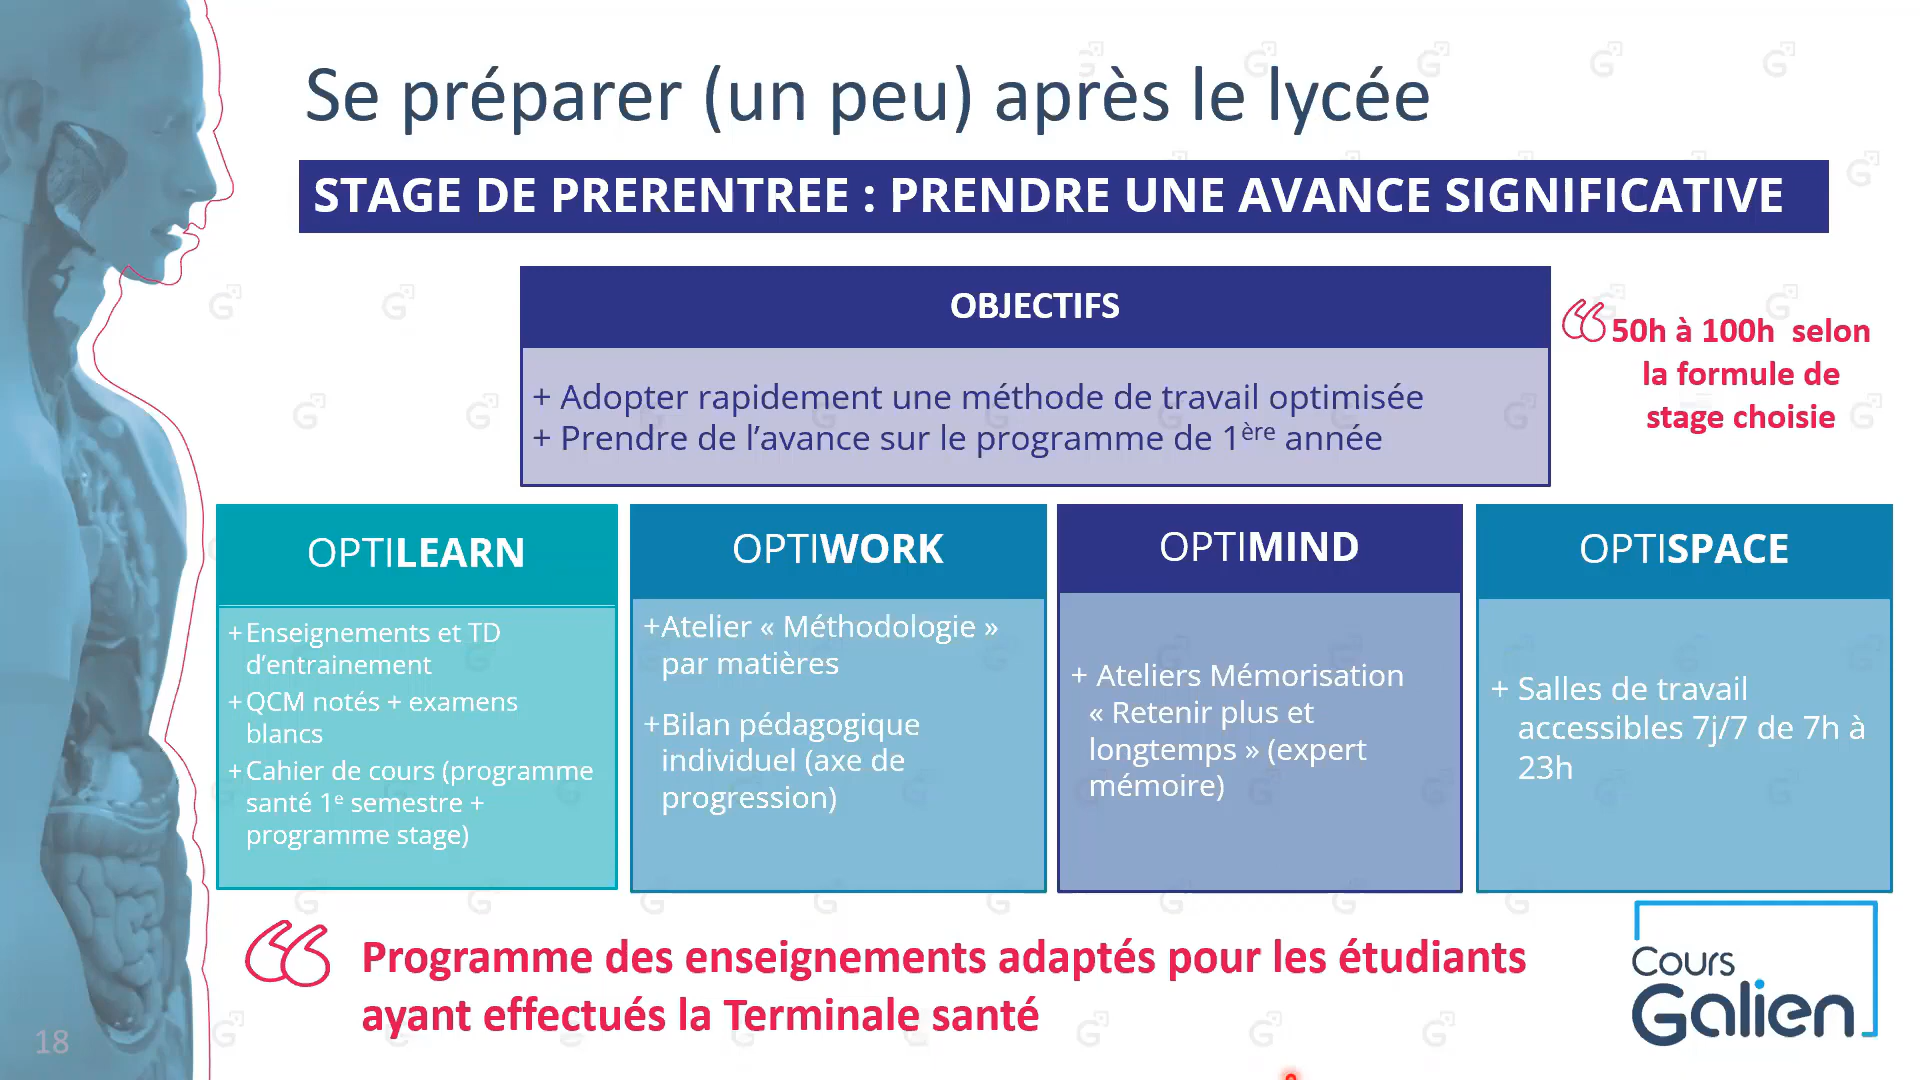 Se préparer (un peu) après le lycée
STAGE DE PRERENTREE : PRENDRE UNE AVANCE SIGNIFICATIVE
OBJECTIFS
+ Adopter rapidement une méthode de travail optimisée
+ Prendre de l’avance sur le programme de 1ère année
50h à 100h selon
la formule de
stage choisie
OPTILEARN
+Enseignements et TD
d’entrainement
+QCM notés + examens
blancs
+Cahier de cours (programme
santé 1e semestre +
programme stage)
OPTIWORK
+Atelier « Méthodologie »
par matières
+Bilan pédagogique
individuel (axe de
progression)
OPTIMIND
+ Ateliers Mémorisation
« Retenir plus et
longtemps » (expert
mémoire)
OPTISPACE
+ Salles de travail
accessibles 7j/7 de 7h à
23h
Programme des enseignements adaptés pour les étudiants
ayant effectués la Terminale santé
Cours
Galien
18